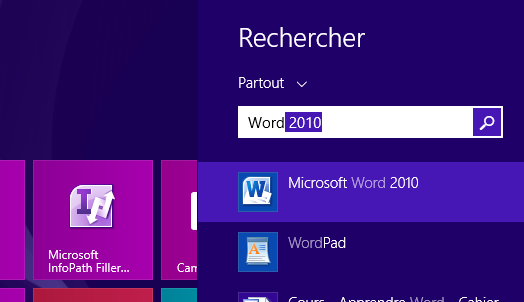 Rechercher
Partout
Word 2010
Microsoft Word 2010
WordPad
Cours - Apprendre Word - Cahier
Microsoft
InfoPath Filler...
Cam